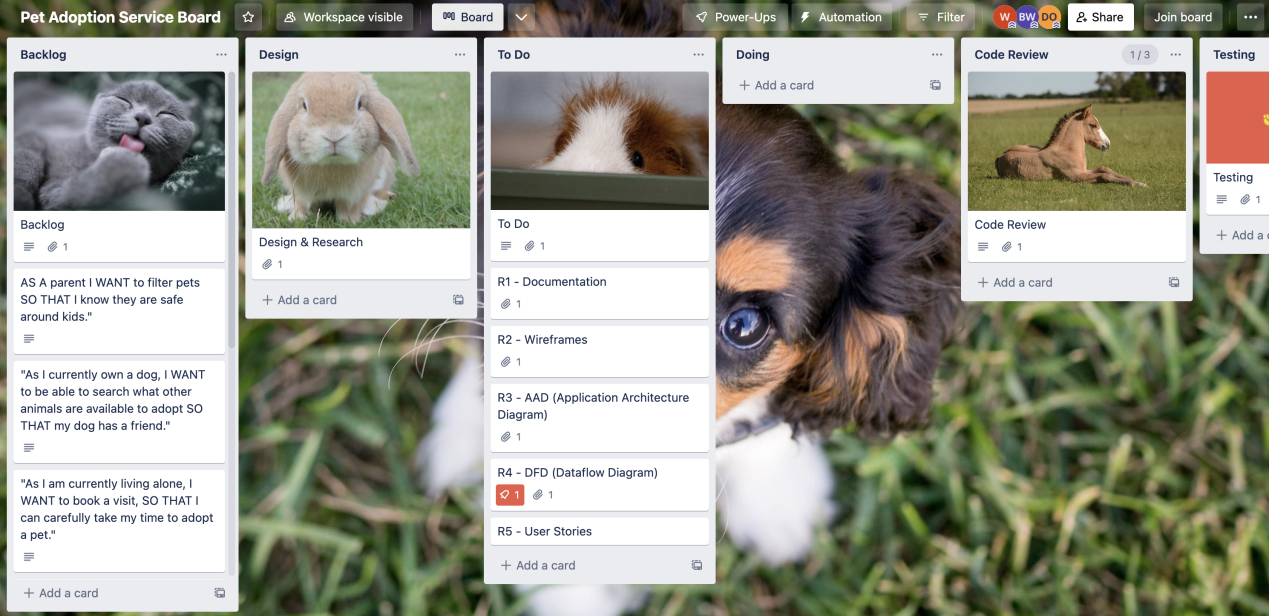 Pet Adoption Service Board
Workspace visible
Board
Power-Ups
Automation
Filter
W
BW
DO
Share
Join board
Backlog
Backlog
1
AS A parent I WANT to filter pets
SO THAT I know they are safe
around kids."
"As I currently own a dog, I WANT
to be able to search what other
animals are available to adopt SO
THAT my dog has a friend."
"As I am currently living alone, I
WANT to book a visit, SO THAT I
can carefully take my time to adopt
a pet."
+ Add a card
Design
Design & Research
1
+ Add a card
To Do
To Do
1
R1 - Documentation
1
R2 - Wireframes
1
R3 - AAD (Application Architecture
Diagram)
1
R4 - DFD (Dataflow Diagram)
1
1
R5 - User Stories
+ Add a card
Doing
+ Add a card
Code Review
1 / 3
Code Review
1
+ Add a card
Testing
Testing
1
+ Add a